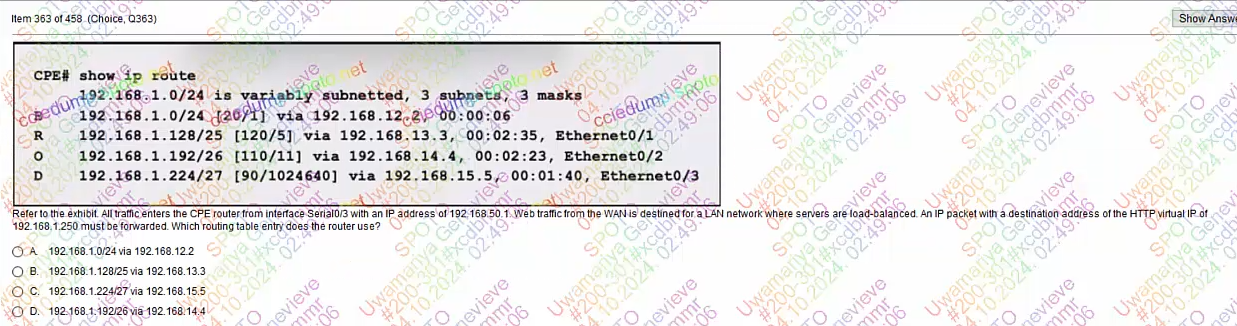 Item 363 of 458 (Choice, Q363)
Show Answ
CPE# show ip route
192.168.1.0/24 is variably subnetted, 3 subnets, 3 masks
B 192.168.1.0/24 [20/1] via 192.168.12.2, 00:00:06
R 192.168.1.128/25 [120/5] via 192.168.13.3, 00:02:35, Ethernet0/1
O 192.168.1.192/26 [110/11] via 192.168.14.4, 00:02:23, Ethernet0/2
D 192.168.1.224/27 [90/1024640] via 192.168.15.5, 00:01:40, Ethernet0/3
Refer to the exhibit. All traffic enters the CPE router from interface Serial0/3 with an IP address of 192.168.50.1. Web traffic from the WAN is destined for a LAN network where servers are load-balanced. An IP packet with a destination address of the HTTP virtual IP of
192.168.1.250 must be forwarded. Which routing table entry does the router use?
A. 192.168.1.0/24 via 192.168.12.2
B. 192.168.1.128/25 via 192.168.13.3
C. 192.168.1.224/27 via 192.168.15.5
D. 192.168.1.192/26 via 192.168.14.4